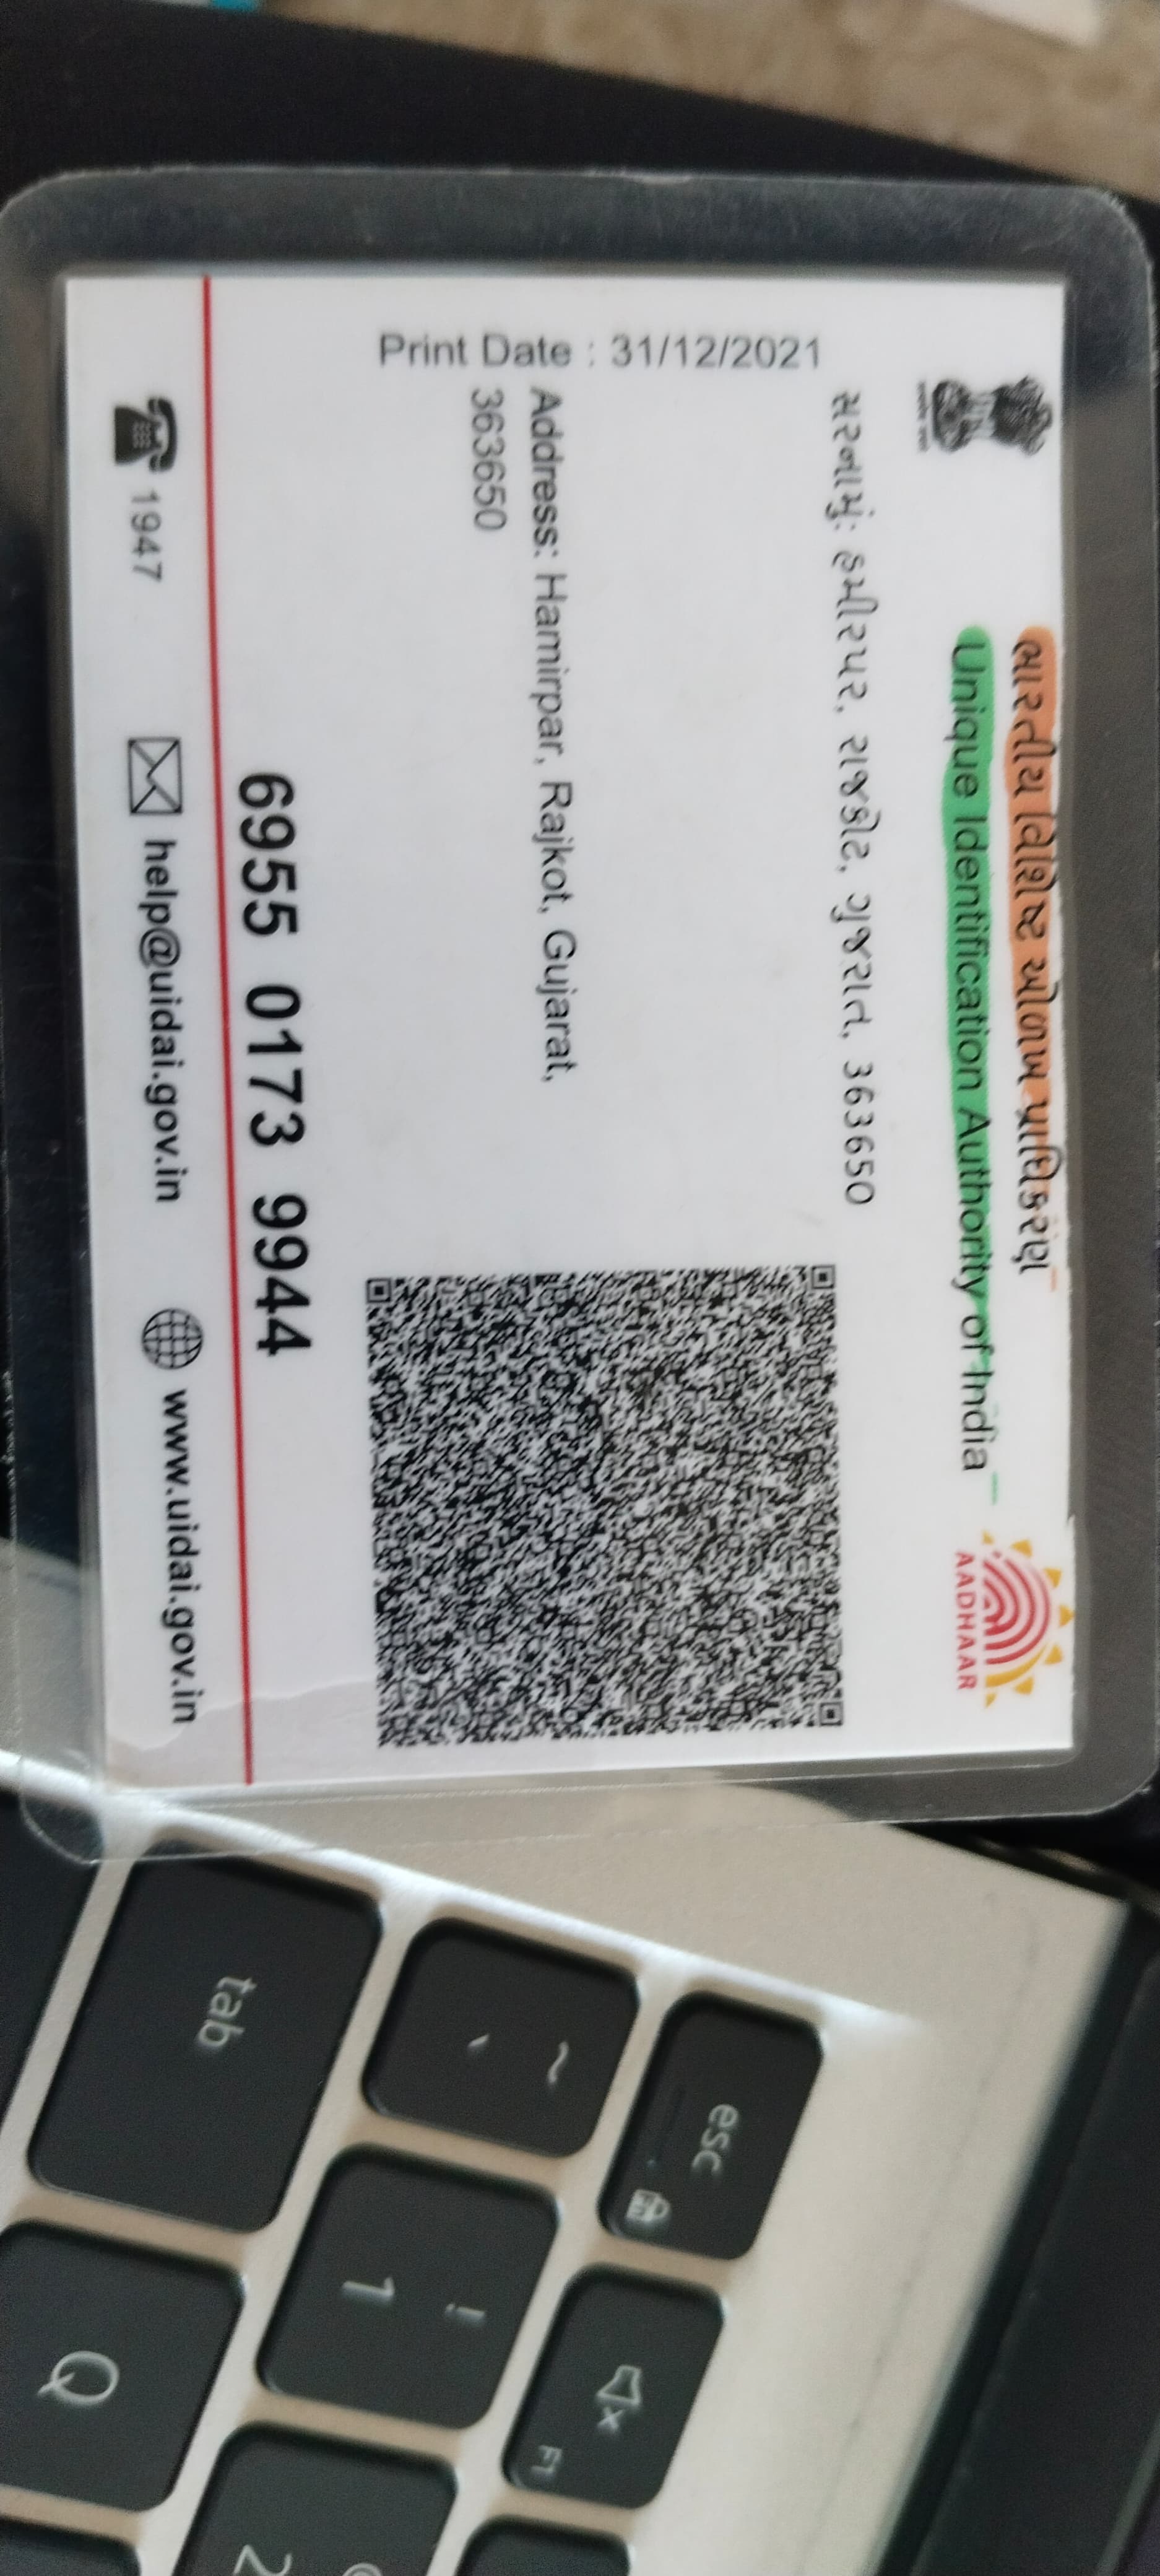 ભારતીય વિશિષ્ટ ઓળખ પ્રાધિકરણ
Unique Identification Authority of India
AADHAAR
સરનામું: હમીરપર, રાજકોટ, ગુજરાત, 363650
Print Date : 31/12/2021
Address: Hamirpar, Rajkot, Gujarat,
363650
6955 0173 9944
1947
help@uidai.gov.in
www.uidai.gov.in
esc
F1
~
`
!
1
2
tab
Q